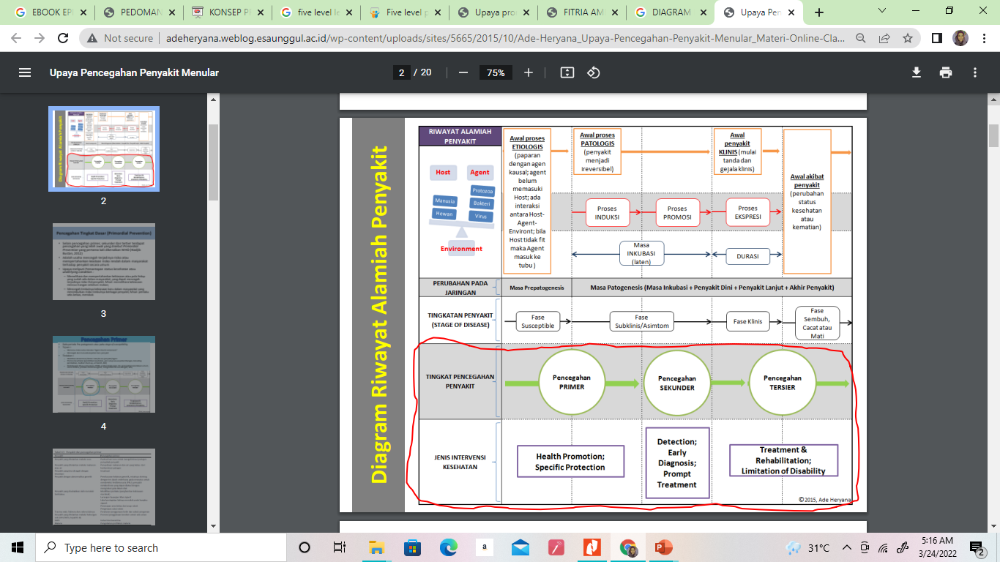 EBOOK EPI
PEDOMAN
KONSEP P
five level le
Five level p
Upaya pro
FITRIA AM
DIAGRAM
Upaya Pen
Not secure
adeheryana.weblog.esaunggul.ac.id/wp-content/uploads/sites/5665/2015/10/Ade-Heryana_Upaya-Pencegahan-Penyakit-Menular_Materi-Online-Cla...
Upaya Pencegahan Penyakit Menular
2 / 20
75%
2
Pencegahan Tingkat Dasar (Primordial Prevention)
3
Pencegahan Primer
4
Diagram Riwayat Alamiah Penyakit
RIWAYAT ALAMIAH
PENYAKIT
Host
Agent
Manusia
Hewan
Protozoa
Bakteri
Virus
Environment
Awal proses
ETIOLOGIS
(paparan
dengan agen
kausal; agent
belum
memasuki
Host; ada
interaksi
antara Host-
Agent-
Environt; bila
Host tidak fit
maka Agent
masuk ke
tubu )
Awal proses
PATOLOGIS
(penyakit
menjadi
ireversibel)
Awal
penyakit
KLINIS (mulai
tanda dan
gejala klinis)
Awal akibat
penyakit
(perubahan
status
kesehatan
atau
kematian)
Proses
INDUKSI
Proses
PROMOSI
Proses
EKSPRESI
Masa
INKUBASI
(laten)
DURASI
PERUBAHAN PADA
JARINGAN
Masa Prepatogenesis
Masa Patogenesis (Masa Inkubasi + Penyakit Dini + Penyakit Lanjut + Akhir Penyakit)
TINGKATAN PENYAKIT
(STAGE OF DISEASE)
Fase
Susceptible
Fase
Subklinis/Asimtom
Fase Klinis
Fase
Sembuh,
Cacat atau
Mati
TINGKAT PENCEGAHAN
PENYAKIT
Pencegahan
PRIMER
Pencegahan
SEKUNDER
Pencegahan
TERSIER
JENIS INTERVENSI
KESEHATAN
Health Promotion;
Specific Protection
Detection;
Early
Diagnosis;
Prompt
Treatment
Treatment &
Rehabilitation;
Limitation of Disability
©2015, Ade Heryana
Type here to search
a
31°C
5:16 AM
3/24/2022
2